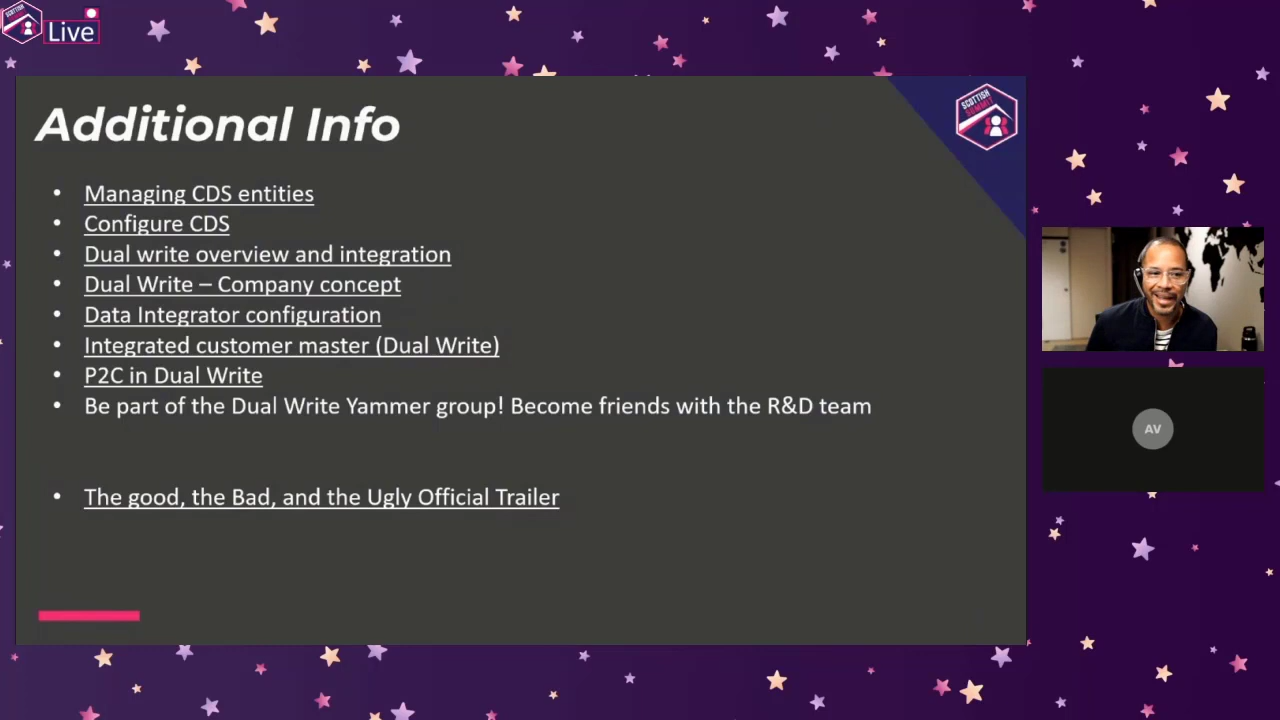 Live
Additional Info
SCOTTISH
SUMMIT
• Managing CDS entities
• Configure CDS
• Dual write overview and integration
• Dual Write – Company concept
• Data Integrator configuration
• Integrated customer master (Dual Write)
• P2C in Dual Write
• Be part of the Dual Write Yammer group! Become friends with the R&D team
• The good, the Bad, and the Ugly Official Trailer
AV